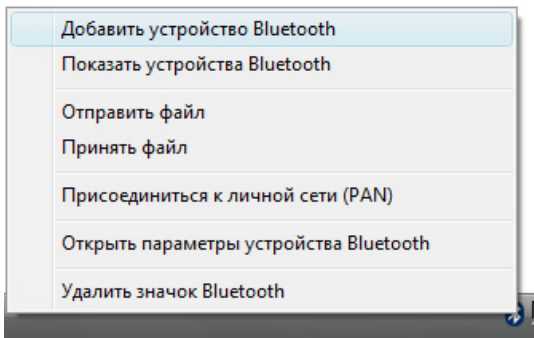 Добавить устройство Bluetooth
Показать устройства Bluetooth
Отправить файл
Принять файл
Присоединиться к личной сети (PAN)
Открыть параметры устройства Bluetooth
Удалить значок Bluetooth